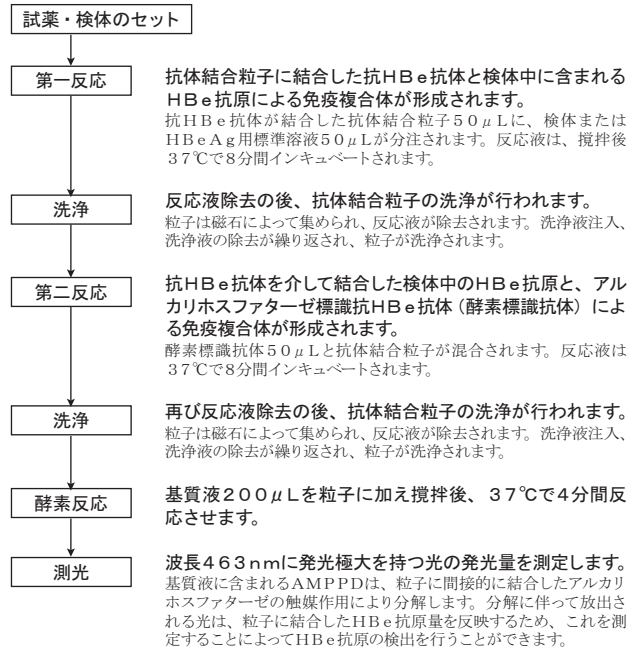 試薬・検体のセット
第一反応
抗体結合粒子に結合した抗HBe抗体と検体中に含まれる
HBe抗原による免疫複合体が形成されます。
抗HBe抗体が結合した抗体結合粒子50μLに、検体または
HBeAg用標準溶液50μLが分注されます。反応液は、撹拌後
37℃で8分間インキュベートされます。
洗浄
反応液除去の後、抗体結合粒子の洗浄が行われます。
粒子は磁石によって集められ、反応液が除去されます。洗浄液注入、
洗浄液の除去が繰り返され、粒子が洗浄されます。
第二反応
抗HBe抗体を介して結合した検体中のHBe抗原と、アル
カリホスファターゼ標識抗HBe抗体(酵素標識抗体)によ
る免疫複合体が形成されます。
酵素標識抗体50μLと抗体結合粒子が混合されます。反応液は
37℃で8分間インキュベートされます。
洗浄
再び反応液除去の後、抗体結合粒子の洗浄が行われます。
粒子は磁石によって集められ、反応液が除去されます。洗浄液注入、
洗浄液の除去が繰り返され、粒子が洗浄されます。
酵素反応
基質液200μLを粒子に加え撹拌後、37℃で4分間反
応させます。
測光
波長463nmに発光極大を持つ光の発光量を測定します。
基質液に含まれるAMPPDは、粒子に間接的に結合したアルカリ
ホスファターゼの触媒作用により分解します。分解に伴って放出さ
れる光は、粒子に結合したHBe抗原量を反映するため、これを測
定することによってHBe抗原の検出を行うことができます。